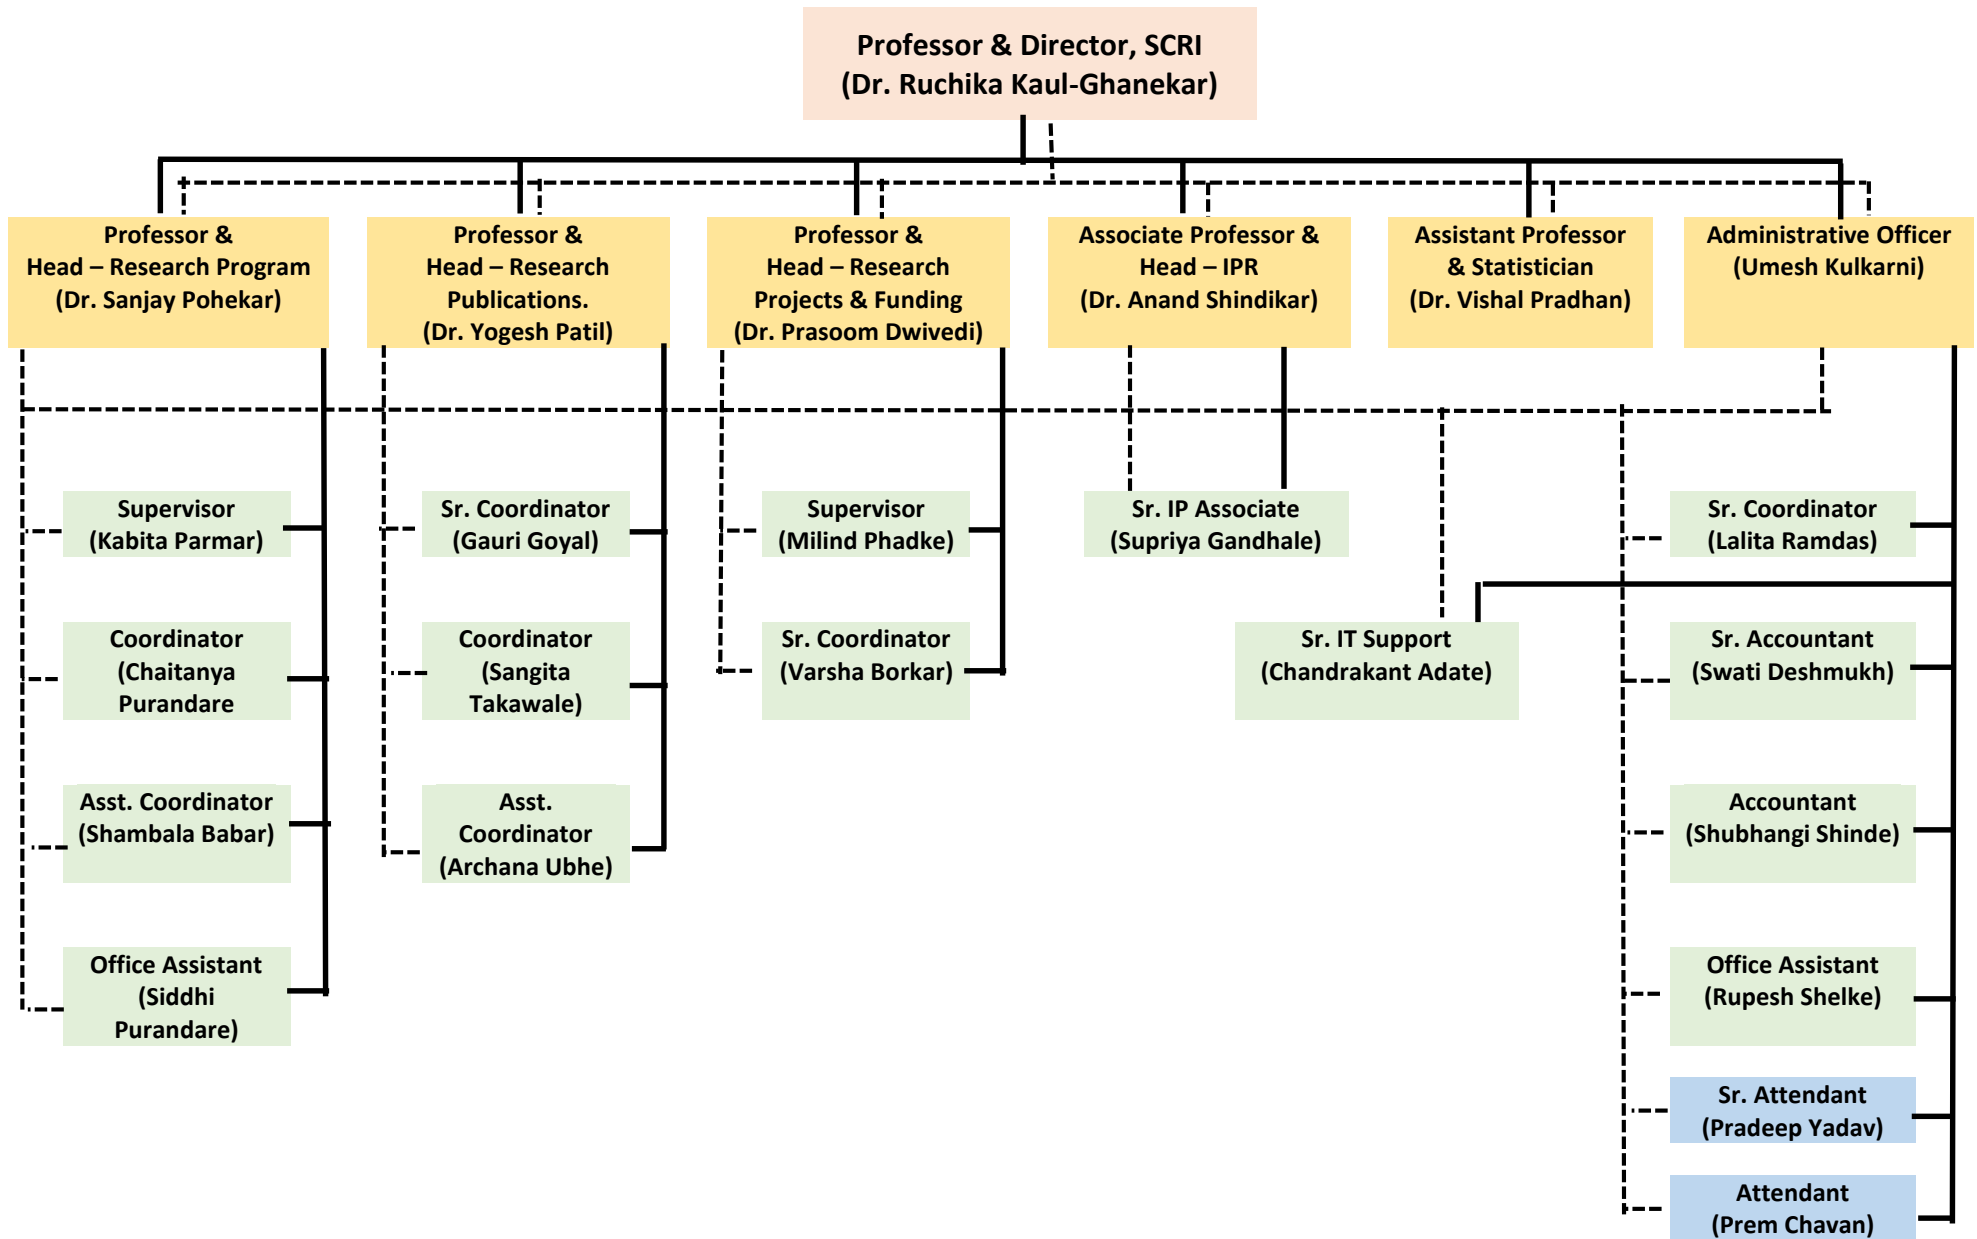 Professor & Director, SCRI
(Dr. Ruchika Kaul-Ghanekar)
Professor &
Head – Research Program
(Dr. Sanjay Pohekar)
Professor &
Head – Research
Publications.
(Dr. Yogesh Patil)
Professor &
Head – Research
Projects & Funding
(Dr. Prasoom Dwivedi)
Associate Professor &
Head – IPR
(Dr. Anand Shindikar)
Assistant Professor
& Statistician
(Dr. Vishal Pradhan)
Administrative Officer
(Umesh Kulkarni)
Supervisor
(Kabita Parmar)
Sr. Coordinator
(Gauri Goyal)
Supervisor
(Milind Phadke)
Sr. IP Associate
(Supriya Gandhale)
Sr. Coordinator
(Lalita Ramdas)
Coordinator
(Chaitanya
Purandare
Coordinator
(Sangita
Takawale)
Sr. Coordinator
(Varsha Borkar)
Sr. IT Support
(Chandrakant Adate)
Sr. Accountant
(Swati Deshmukh)
Asst. Coordinator
(Shambala Babar)
Asst.
Coordinator
(Archana Ubhe)
Accountant
(Shubhangi Shinde)
Office Assistant
(Siddhi
Purandare)
Office Assistant
(Rupesh Shelke)
Sr. Attendant
(Pradeep Yadav)
Attendant
(Prem Chavan)